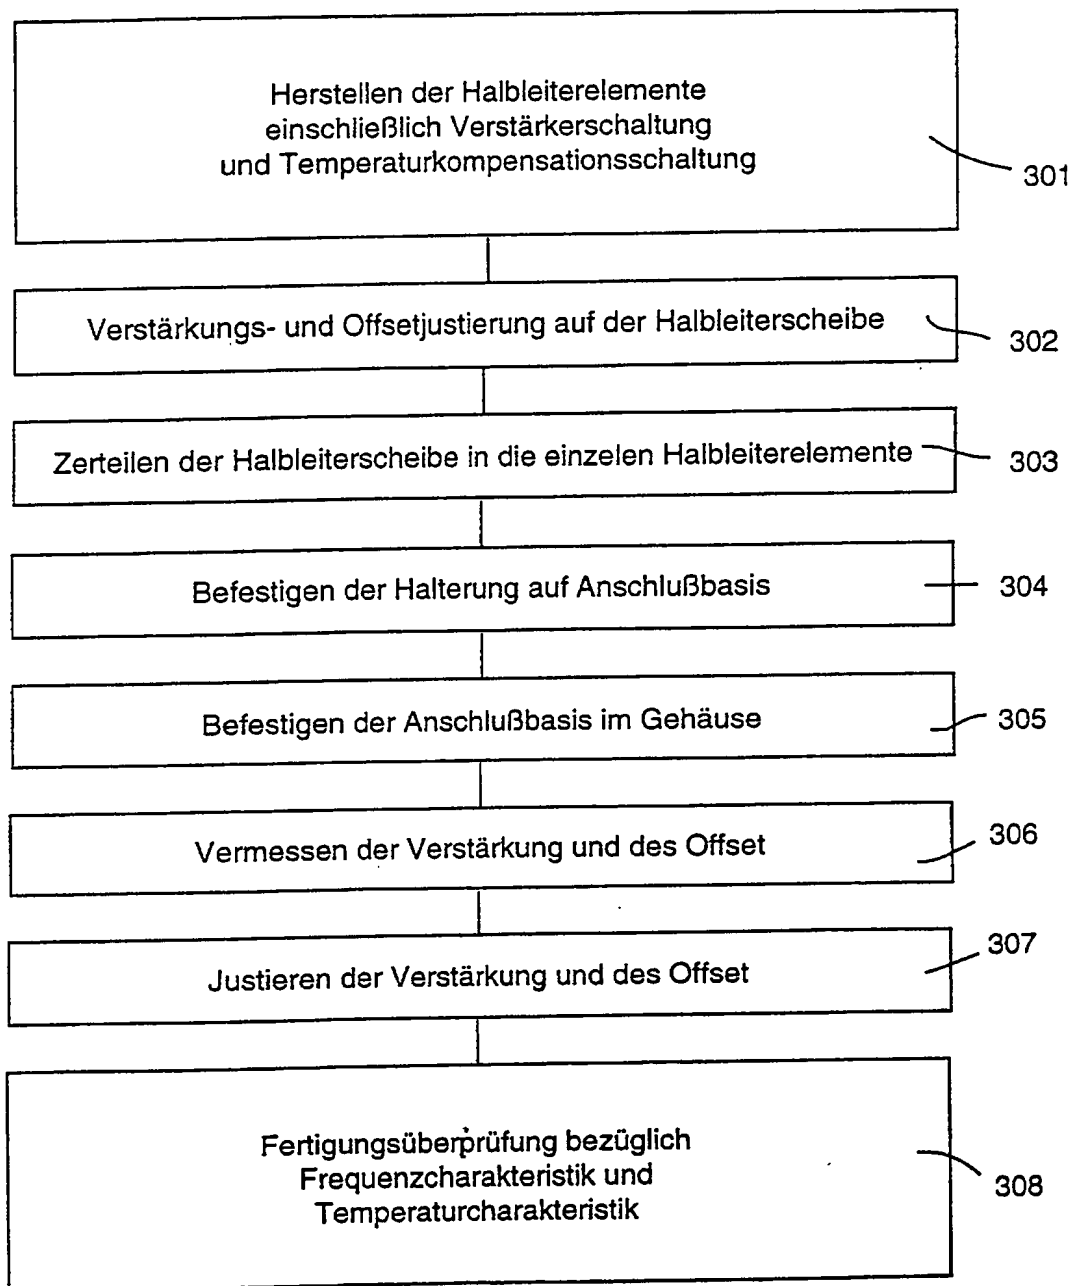 Herstellen der Halbleiterelemente
einschließlich Verstärkerschaltung
und Temperaturkompensationsschaltung
301
Verstärkungs- und Offsetjustierung auf der Halbleiterscheibe
302
Zerteilen der Halbleiterscheibe in die einzelen Halbleiterelemente
303
Befestigen der Halterung auf Anschlußbasis
304
Befestigen der Anschlußbasis im Gehäuse
305
Vermessen der Verstärkung und des Offset
306
Justieren der Verstärkung und des Offset
307
Fertigungsüberprüfung bezüglich
Frequenzcharakteristik und
Temperaturcharakteristik
308